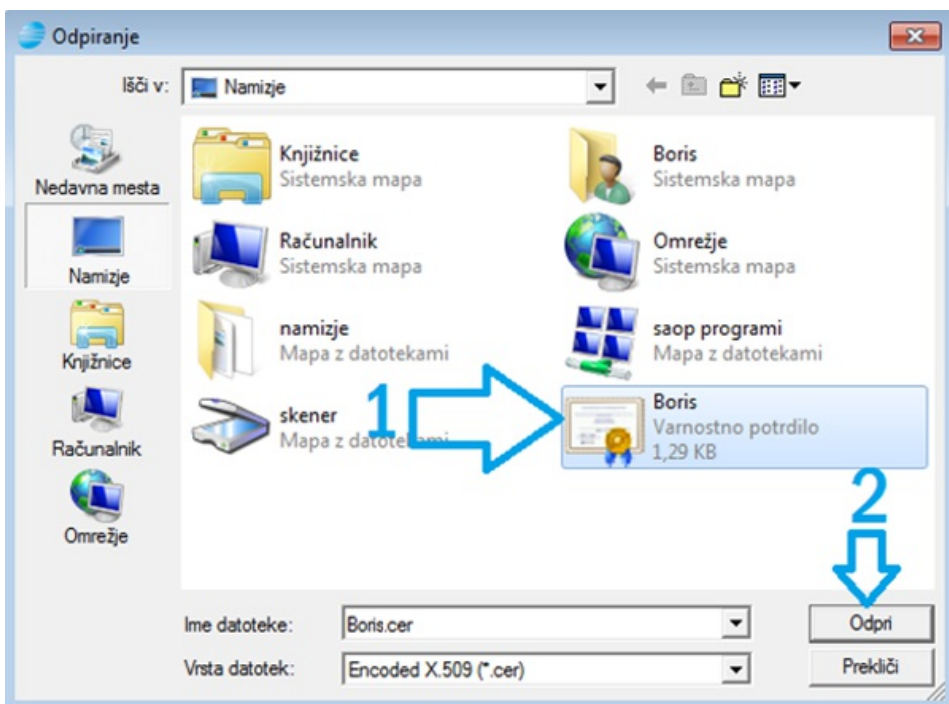 Odpiranje
Išči v:
Namizje
Nedavna mesta
Namizje
Knjižnice
Računalnik
Omrežje
Knjižnice
Sistemska mapa
Boris
Sistemska mapa
Računalnik
Sistemska mapa
Omrežje
Sistemska mapa
namizje
Mapa z datotekami
saop programi
Mapa z datotekami
skener
Mapa z datotekami
1
Boris
Varnostno potrdilo
1,29 KB
2
Ime datoteke:
Boris.cer
Odpri
Vrsta datotek:
Encoded X.509 (*.cer)
Prekliči